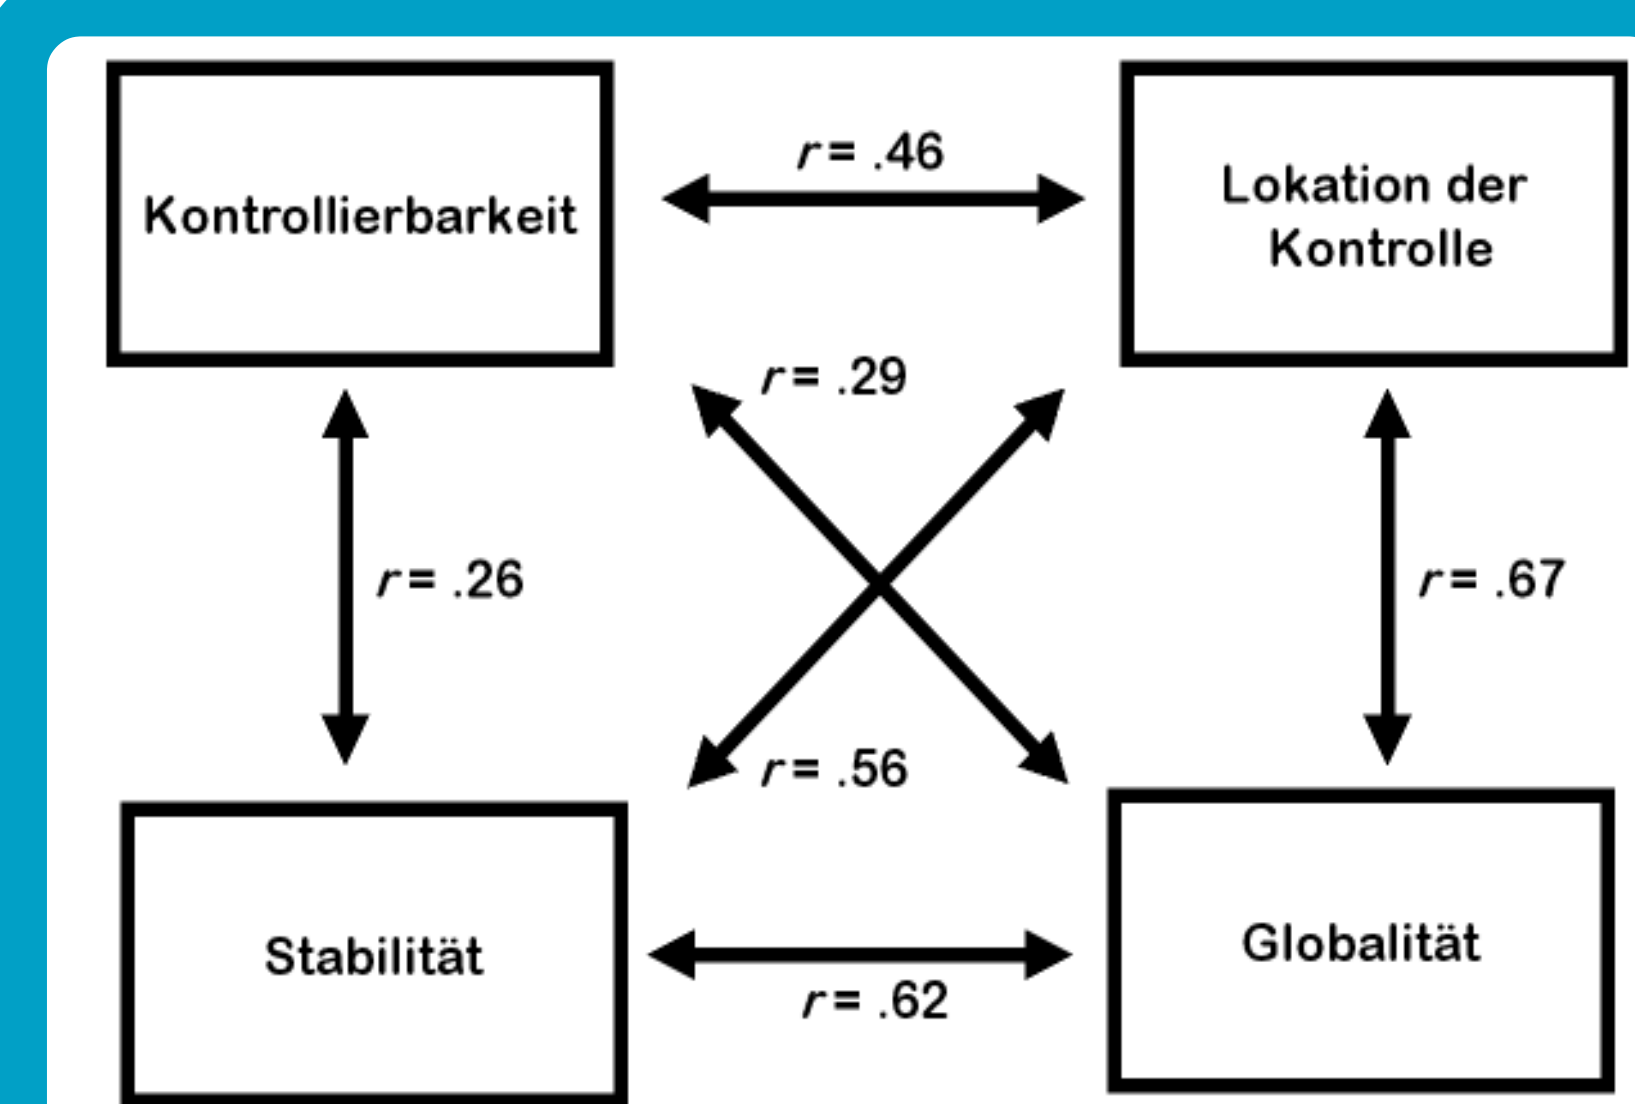 r = .46
Kontrollierbarkeit
Lokation der
Kontrolle
r = .29
r = .26
r = .67
r = .56
Stabilität
Globalität
r = .62